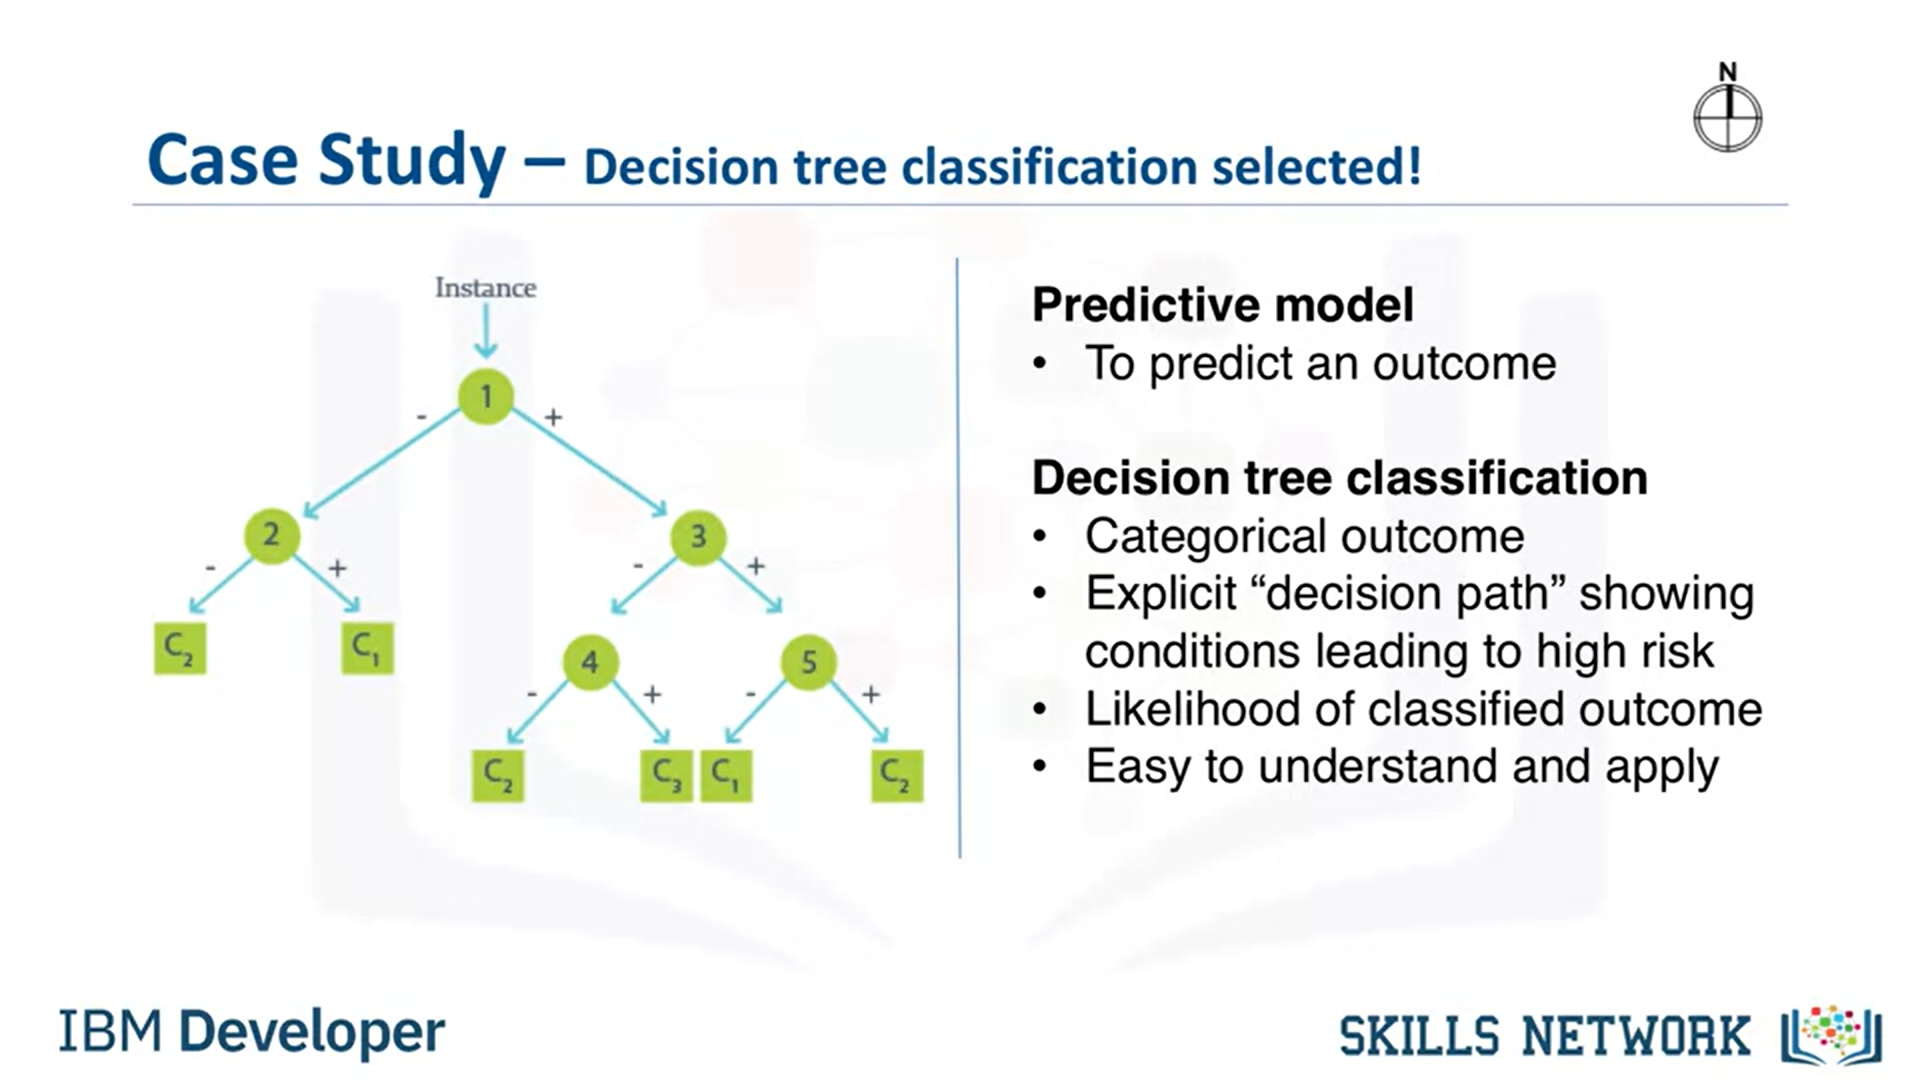 N
Case Study – Decision tree classification selected!
Instance
1
- +
2
3
- +
- +
C2
C1
4
5
- +
- +
C2
C3
C1
C2
Predictive model
• To predict an outcome
Decision tree classification
• Categorical outcome
• Explicit “decision path” showing
conditions leading to high risk
• Likelihood of classified outcome
• Easy to understand and apply
IBM Developer
SKILLS NETWORK